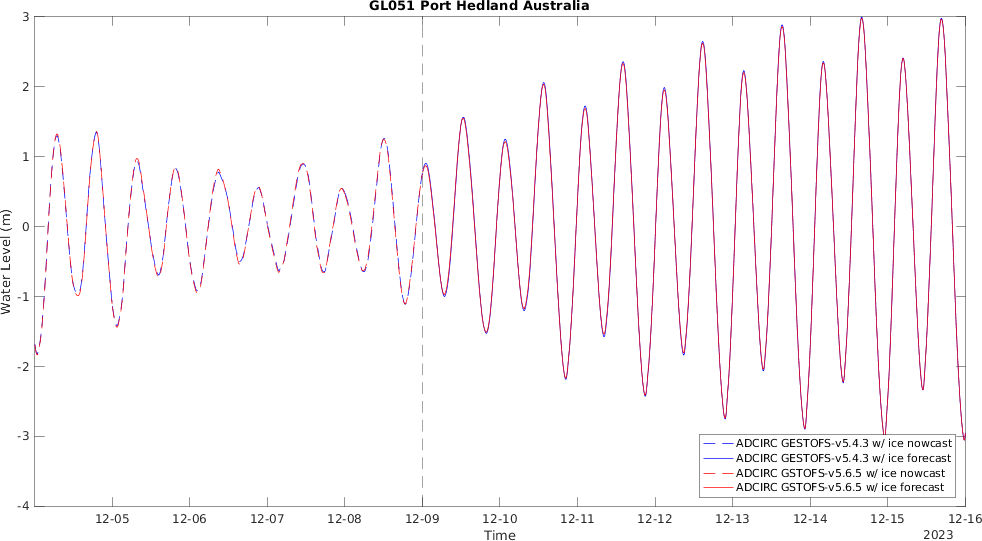 GL051 Port Hedland Australia
3
2
1
0
-1
-2
-3
-4
Water Level (m)
ADCIRC GESTOFS-v5.4.3 w/ ice nowcast
ADCIRC GESTOFS-v5.4.3 w/ ice forecast
ADCIRC GSTOFS-v5.6.5 w/ ice nowcast
ADCIRC GSTOFS-v5.6.5 w/ ice forecast
12-05 12-06 12-07 12-08 12-09 12-10 12-11 12-12 12-13 12-14 12-15 12-16
Time
2023